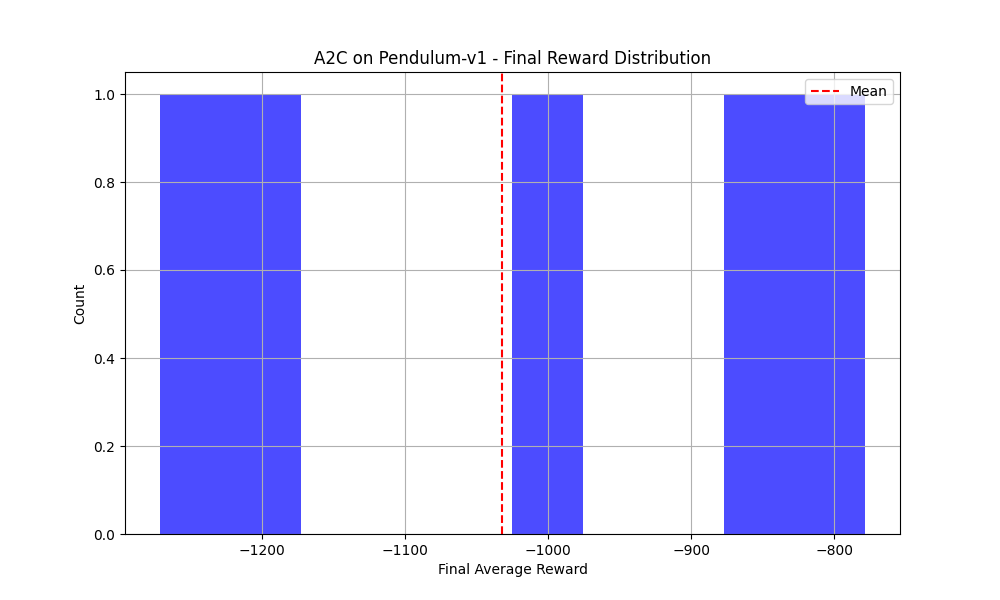 A2C on Pendulum-v1 - Final Reward Distribution
Mean
1.0
0.8
0.6
0.4
0.2
0.0
Count
−1200
−1100
−1000
−900
−800
Final Average Reward